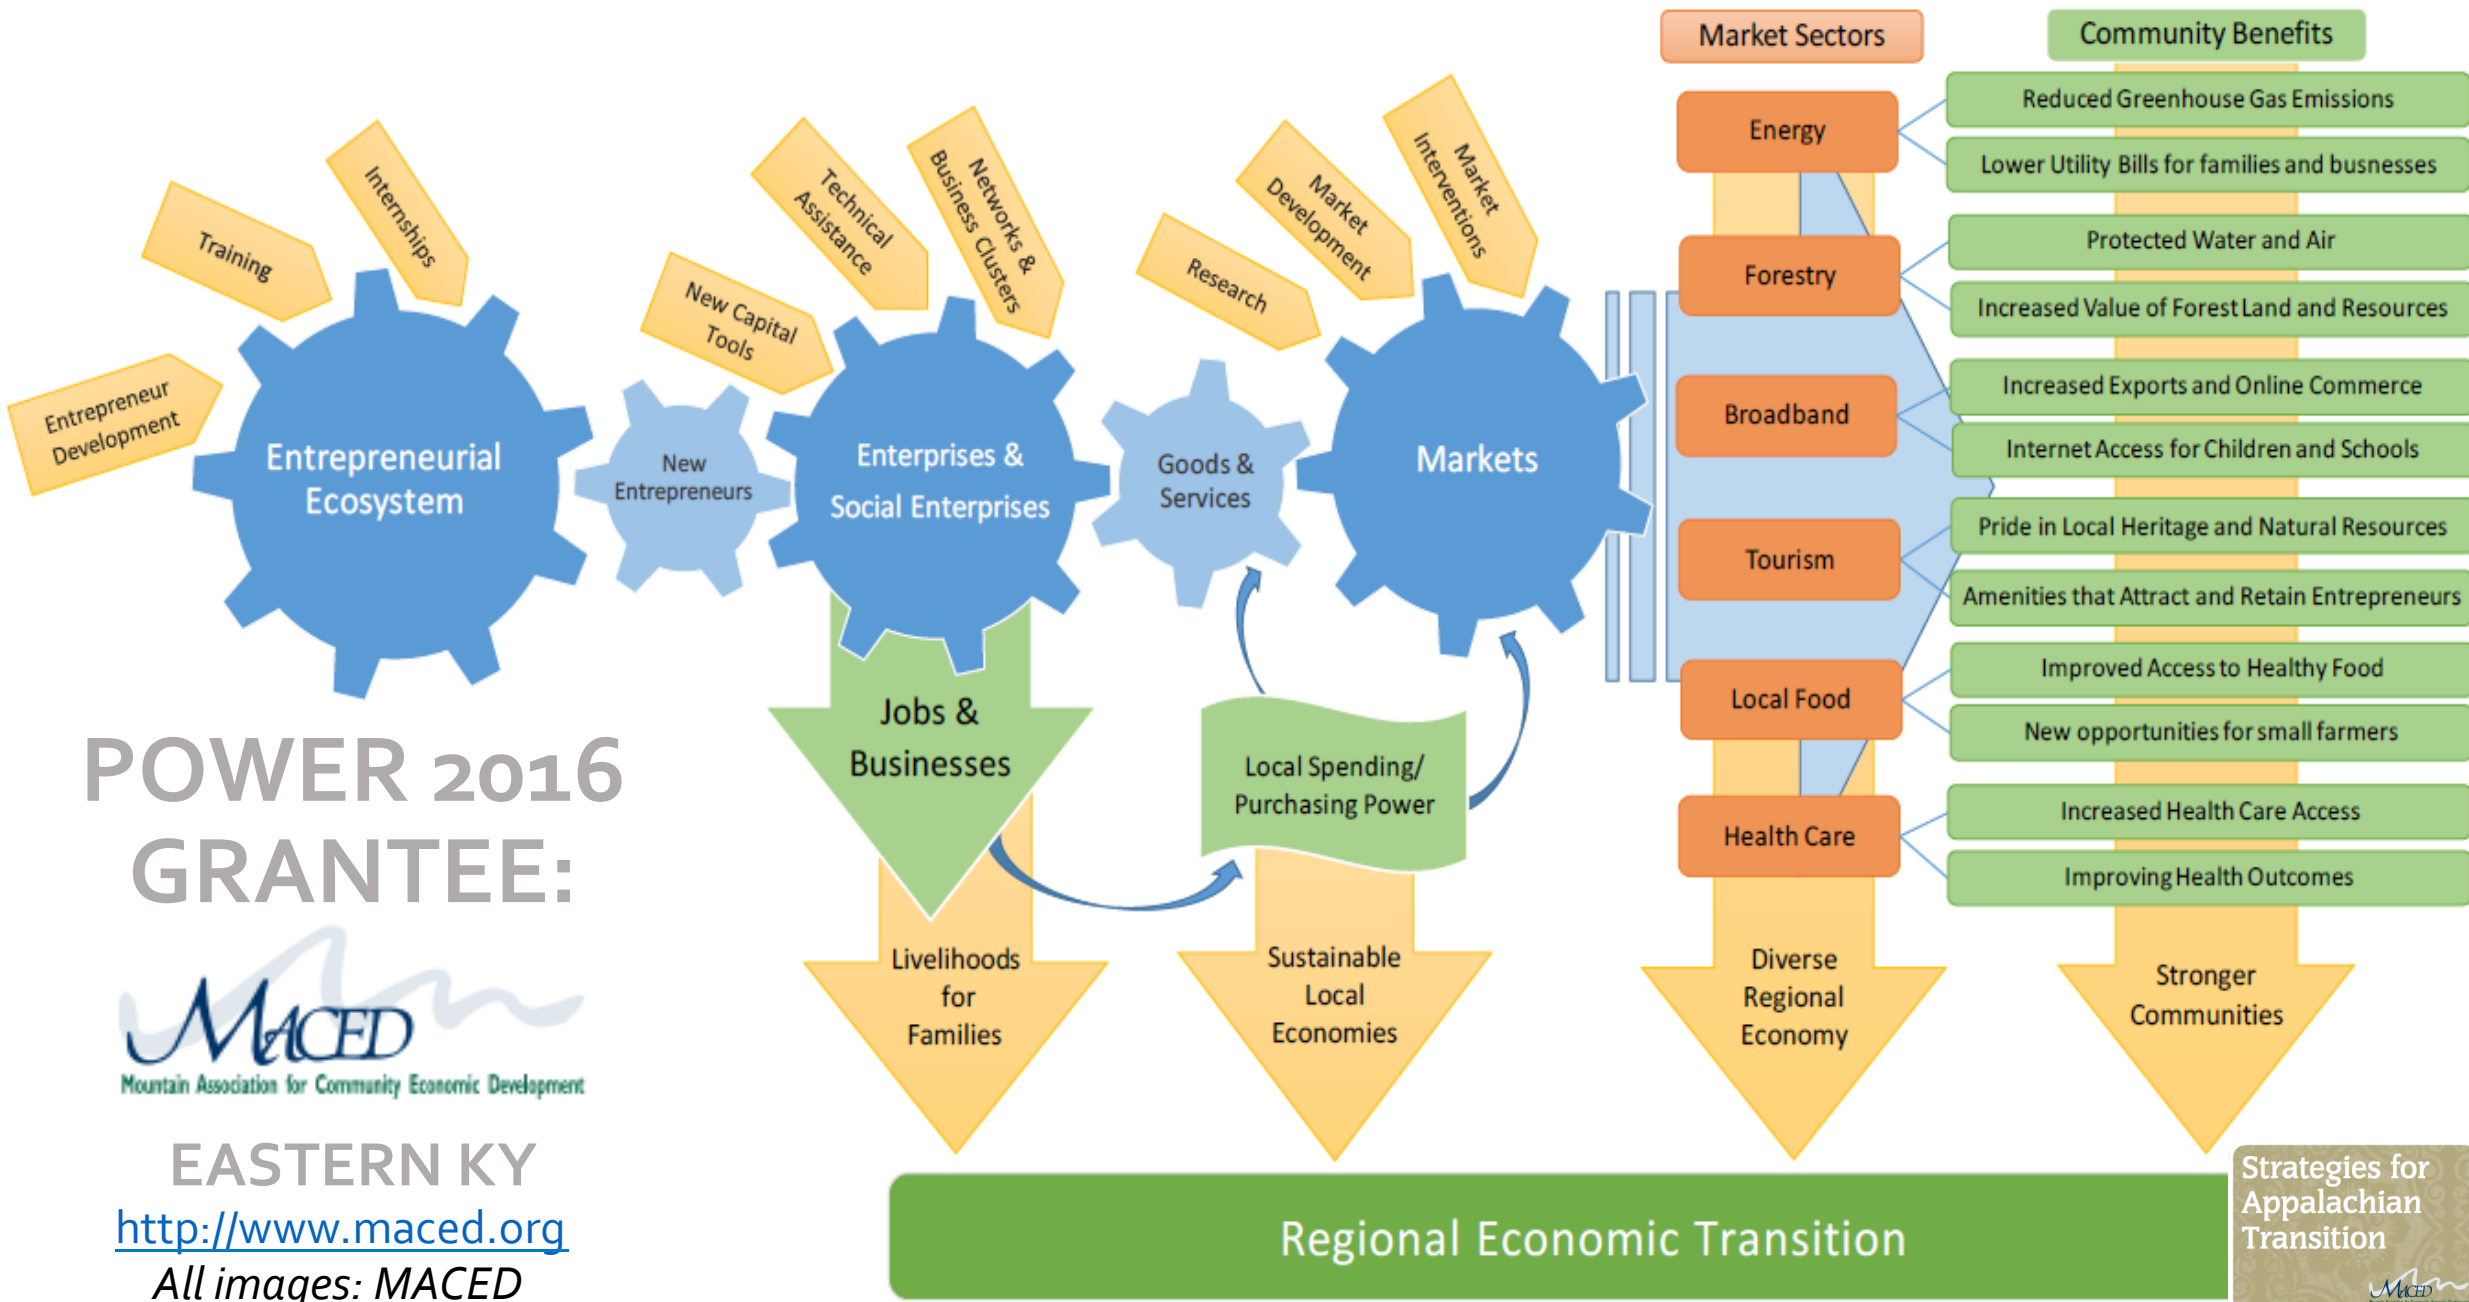 Market Sectors
Community Benefits
Entrepreneur
Development
Training
Internships
New Capital
Tools
Technical
Assistance
Networks &
Business Clusters
Research
Market
Development
Market
Interventions
Entrepreneurial
Ecosystem
New
Entrepreneurs
Enterprises &
Social Enterprises
Goods &
Services
Markets
Energy
Forestry
Broadband
Tourism
Local Food
Health Care
Reduced Greenhouse Gas Emissions
Lower Utility Bills for families and busnesses
Protected Water and Air
Increased Value of Forest Land and Resources
Increased Exports and Online Commerce
Internet Access for Children and Schools
Pride in Local Heritage and Natural Resources
Amenities that Attract and Retain Entrepreneurs
Improved Access to Healthy Food
New opportunities for small farmers
Increased Health Care Access
Improving Health Outcomes
Jobs &
Businesses
Local Spending/
Purchasing Power
Livelihoods
for
Families
Sustainable
Local
Economies
Diverse
Regional
Economy
Stronger
Communities
POWER 2016
GRANTEE:
MACED
Mountain Association for Community Economic Development
EASTERN KY
http://www.maced.org
All images: MACED
Regional Economic Transition
Strategies for
Appalachian
Transition
MACED